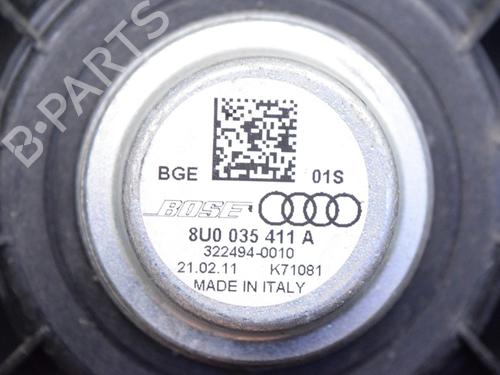 B-PARTS
BGE 01S
BOSE
8U0 035 411 A
322494-0010
21.02.11 K71081
MADE IN ITALY